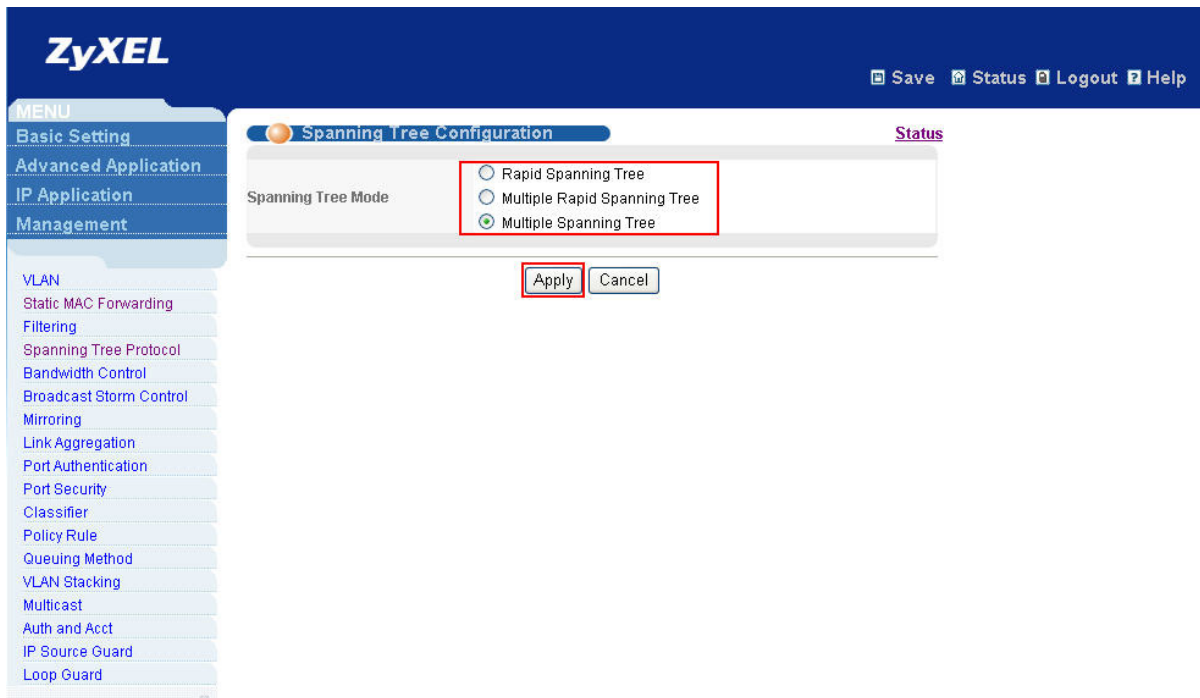 ZyXEL
Save Status Logout Help
MENU
Basic Setting
Advanced Application
IP Application
Management
VLAN
Static MAC Forwarding
Filtering
Spanning Tree Protocol
Bandwidth Control
Broadcast Storm Control
Mirroring
Link Aggregation
Port Authentication
Port Security
Classifier
Policy Rule
Queuing Method
VLAN Stacking
Multicast
Auth and Acct
IP Source Guard
Loop Guard
Spanning Tree Configuration
Status
Spanning Tree Mode
Rapid Spanning Tree
Multiple Rapid Spanning Tree
Multiple Spanning Tree
Apply Cancel